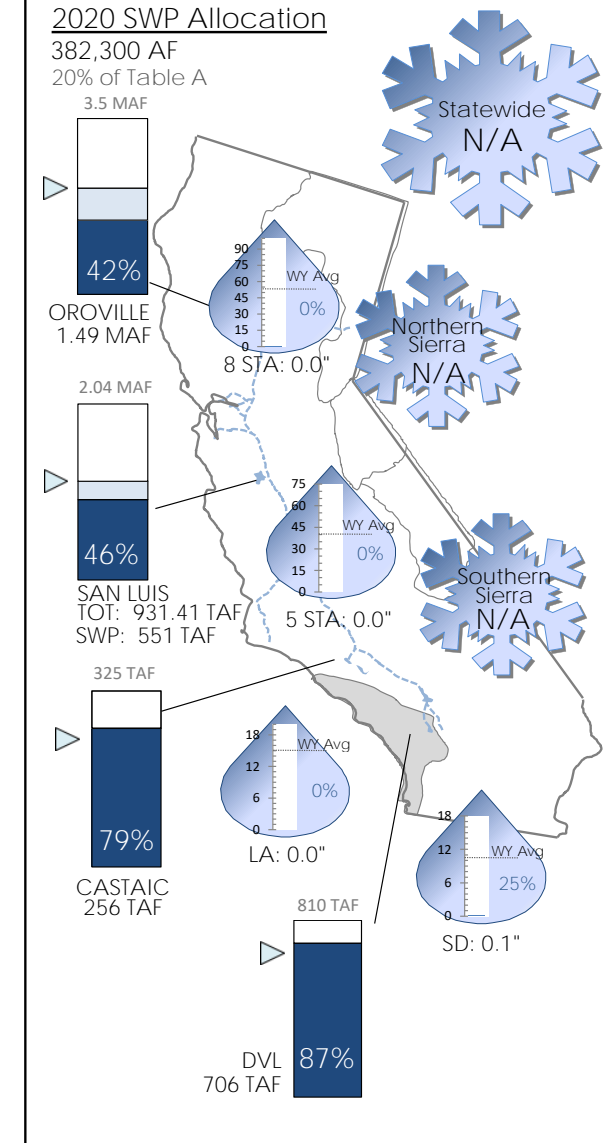 2020 SWP Allocation
382,300 AF
20% of Table A
3.5 MAF
42%
OROVILLE
1.49 MAF
Statewide
N/A
90
75
60
45
30
15
0
WY Avg
0%
8 STA: 0.0"
Northern
Sierra
N/A
2.04 MAF
46%
SAN LUIS
TOT: 931.41 TAF
SWP: 551 TAF
75
60
45
30
15
0
WY Avg
0%
5 STA: 0.0"
Southern
Sierra
N/A
325 TAF
79%
CASTAIC
256 TAF
18
12
6
0
WY Avg
0%
LA: 0.0"
18
12
6
0
WY Avg
25%
SD: 0.1"
810 TAF
87%
DVL
706 TAF